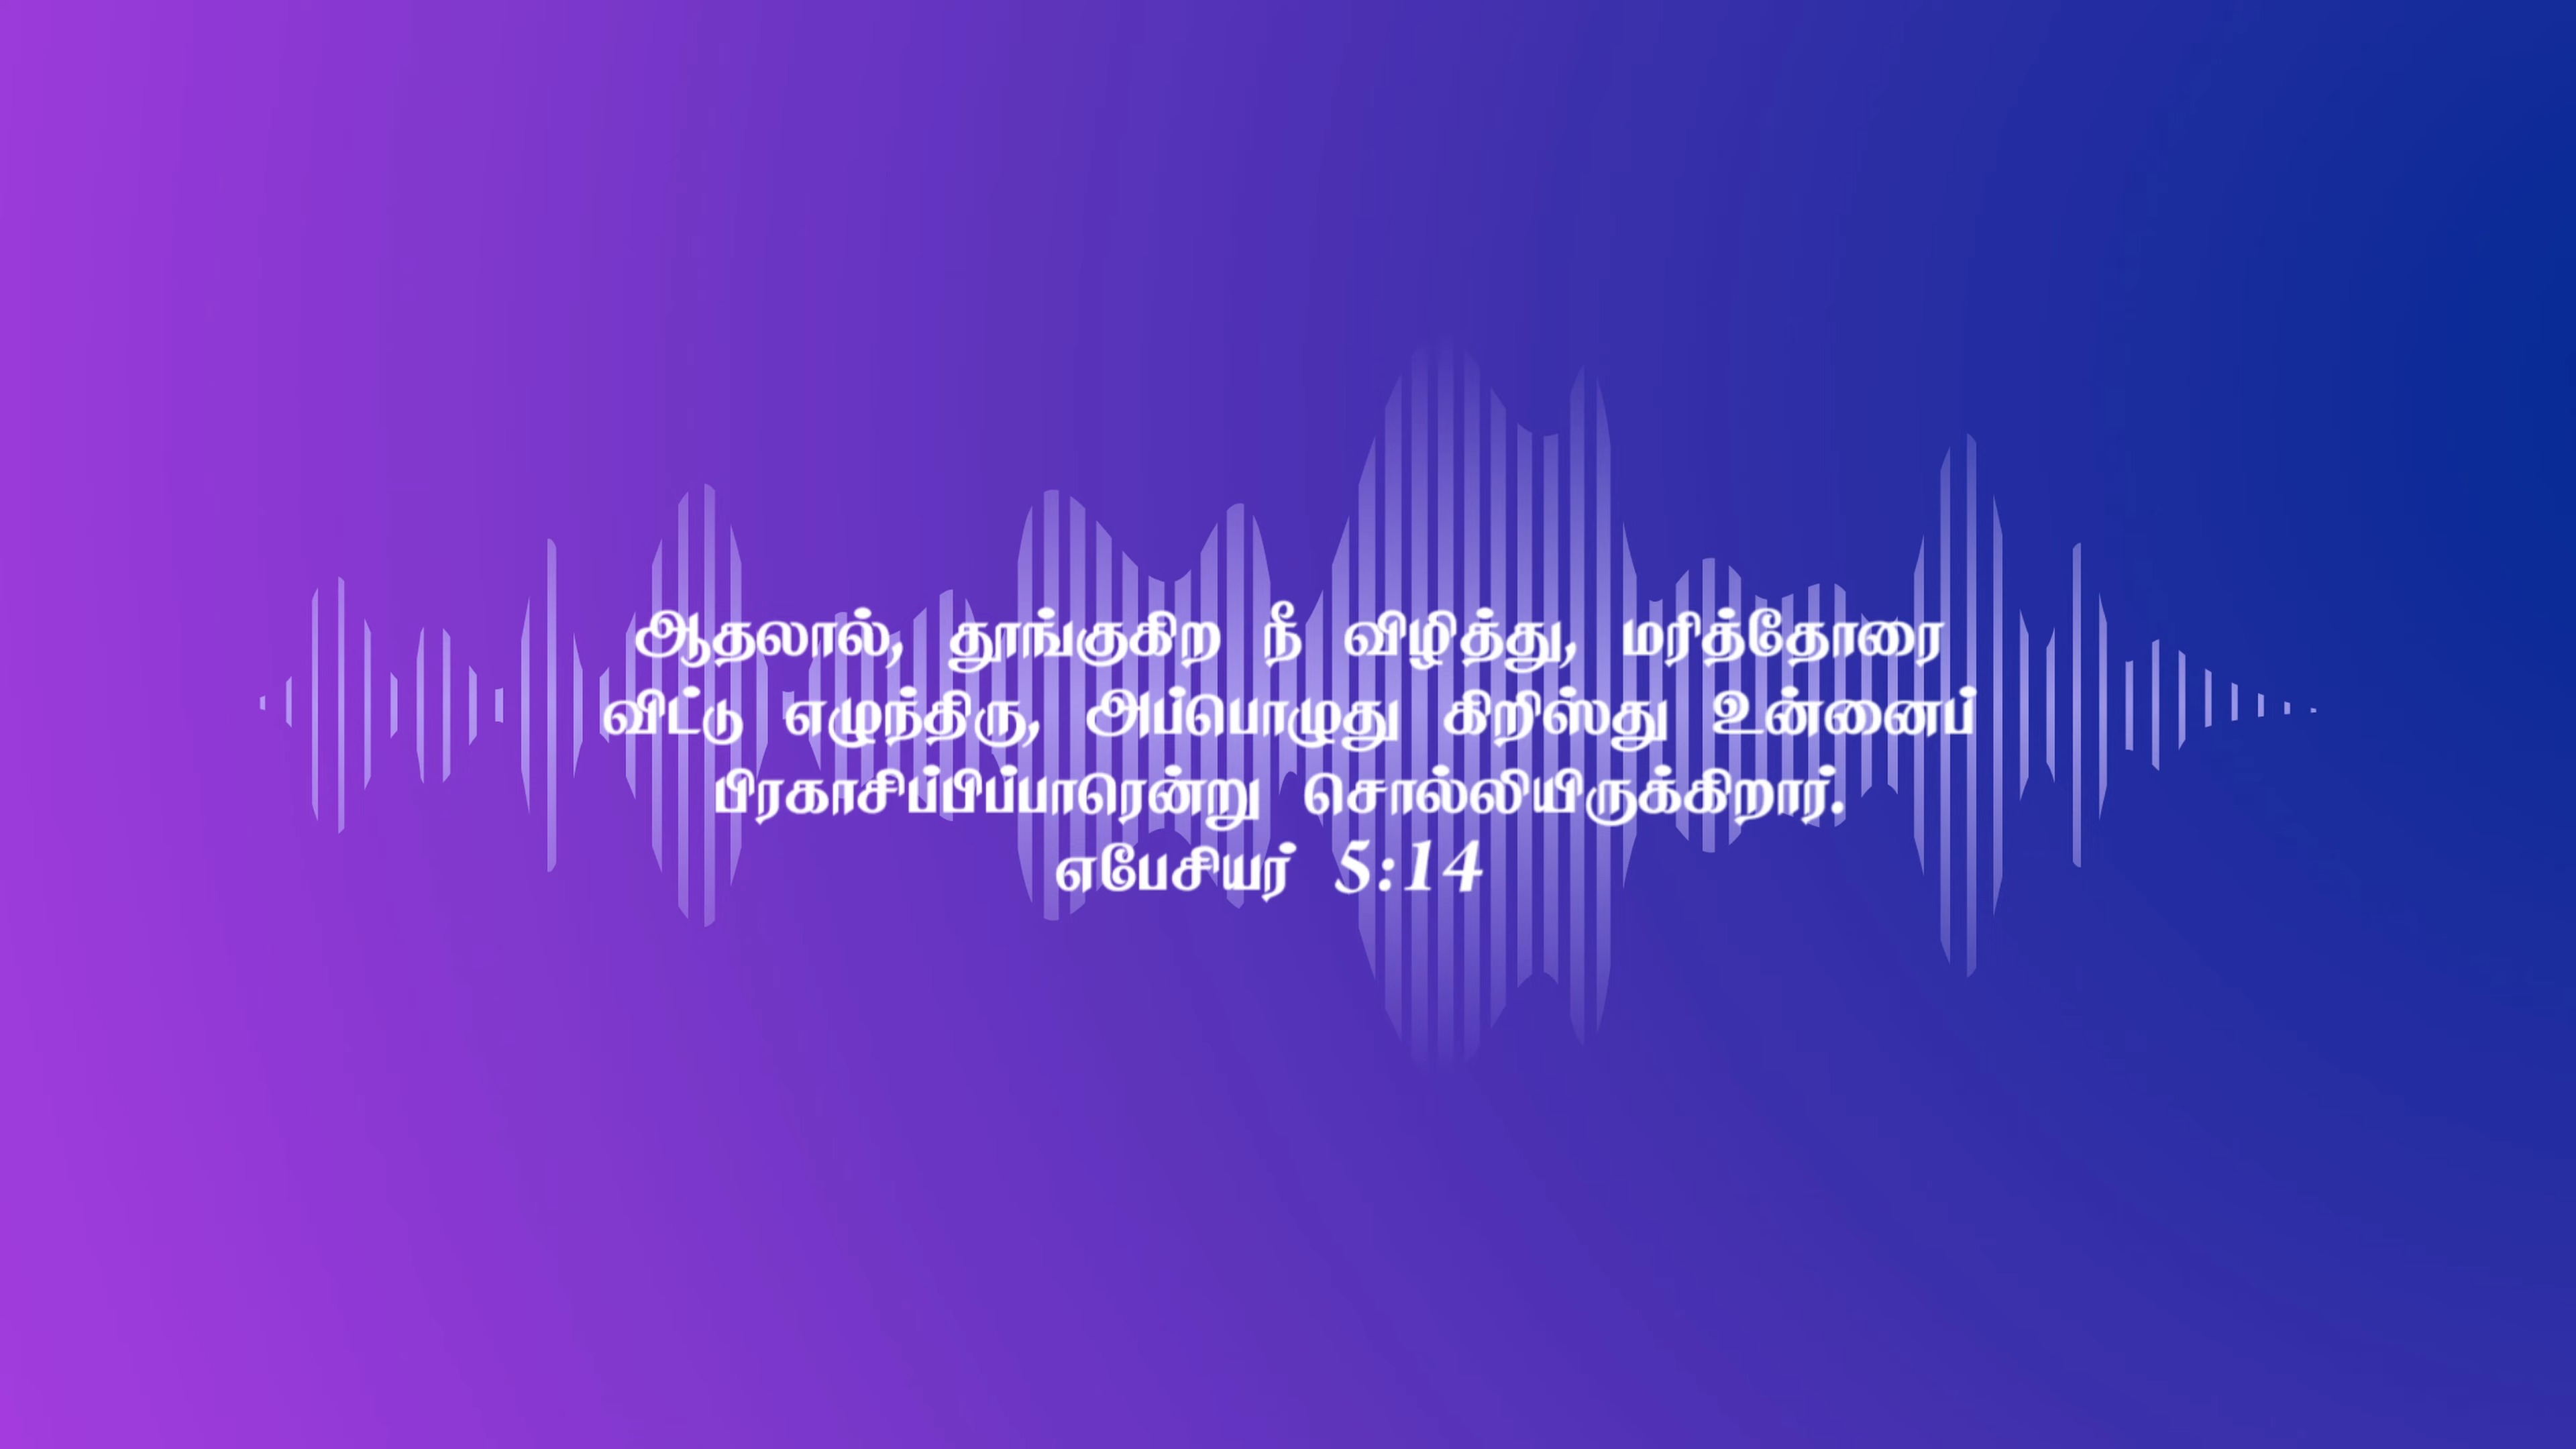 ஆதலால், தூங்குகிற நீ விழித்து, மரித்தோரை
விட்டு எழுந்திரு, அப்பொழுது கிறிஸ்து உன்னைப்
பிரகாசிப்பிப்பாரென்று சொல்லியிருக்கிறார்.
எபேசியர் 5:14